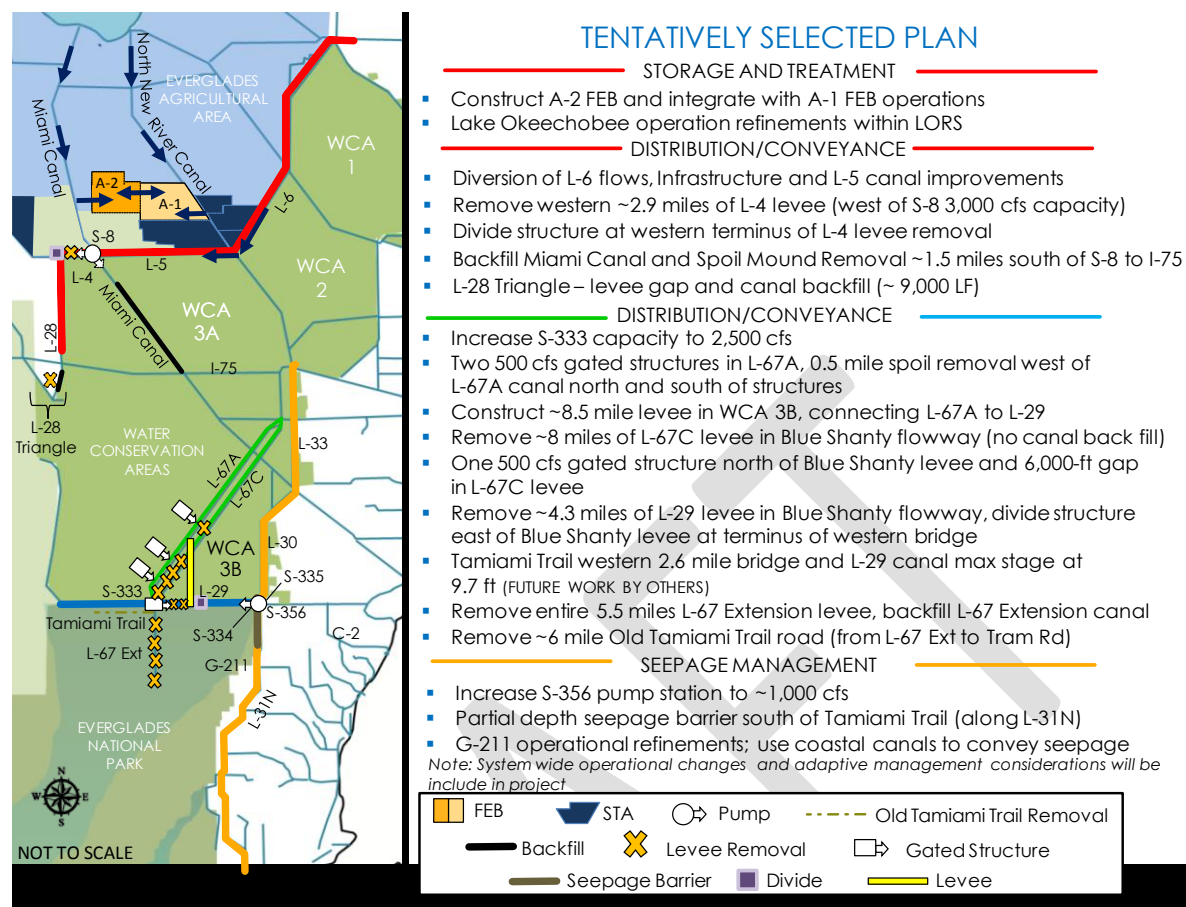 TENTATIVELY SELECTED PLAN
STORAGE AND TREATMENT
▪ Construct A-2 FEB and integrate with A-1 FEB operations
▪ Lake Okeechobee operation refinements within LORS
DISTRIBUTION/CONVEYANCE
▪ Diversion of L-6 flows, Infrastructure and L-5 canal improvements
▪ Remove western ~2.9 miles of L-4 levee (west of S-8 3,000 cfs capacity)
▪ Divide structure at western terminus of L-4 levee removal
▪ Backfill Miami Canal and Spoil Mound Removal ~1.5 miles south of S-8 to I-75
▪ L-28 Triangle – levee gap and canal backfill (~ 9,000 LF)
DISTRIBUTION/CONVEYANCE
▪ Increase S-333 capacity to 2,500 cfs
▪ Two 500 cfs gated structures in L-67A, 0.5 mile spoil removal west of
L-67A canal north and south of structures
▪ Construct ~8.5 mile levee in WCA 3B, connecting L-67A to L-29
▪ Remove ~8 miles of L-67C levee in Blue Shanty flowway (no canal back fill)
▪ One 500 cfs gated structure north of Blue Shanty levee and 6,000-ft gap
in L-67C levee
▪ Remove ~4.3 miles of L-29 levee in Blue Shanty flowway, divide structure
east of Blue Shanty levee at terminus of western bridge
▪ Tamiami Trail western 2.6 mile bridge and L-29 canal max stage at
9.7 ft (FUTURE WORK BY OTHERS)
▪ Remove entire 5.5 miles L-67 Extension levee, backfill L-67 Extension canal
▪ Remove ~6 mile Old Tamiami Trail road (from L-67 Ext to Tram Rd)
SEEPAGE MANAGEMENT
▪ Increase S-356 pump station to ~1,000 cfs
▪ Partial depth seepage barrier south of Tamiami Trail (along L-31N)
▪ G-211 operational refinements; use coastal canals to convey seepage
Note: System wide operational changes and adaptive management considerations will be
include in project
FEB
STA
Pump
Old Tamiami Trail Removal
Backfill
Levee Removal
Gated Structure
Seepage Barrier
Divide
Levee
North New River Canal
EVERGLADES
AGRICULTURAL
AREA
Miami Canal
WCA
1
A-2
A-1
L-6
S-8
L-5
L-4
WCA
2
Miami Canal
WCA
3A
L-28
I-75
L-28
Triangle
WATER
CONSERVATION
AREAS
L-33
L-67A
L-67C
WCA
3B
L-30
S-335
S-333
L-29
S-356
Tamiami Trail
S-334
C-2
L-67 Ext
G-211
L-31N
EVERGLADES
NATIONAL
PARK
N
W
E
S
NOT TO SCALE